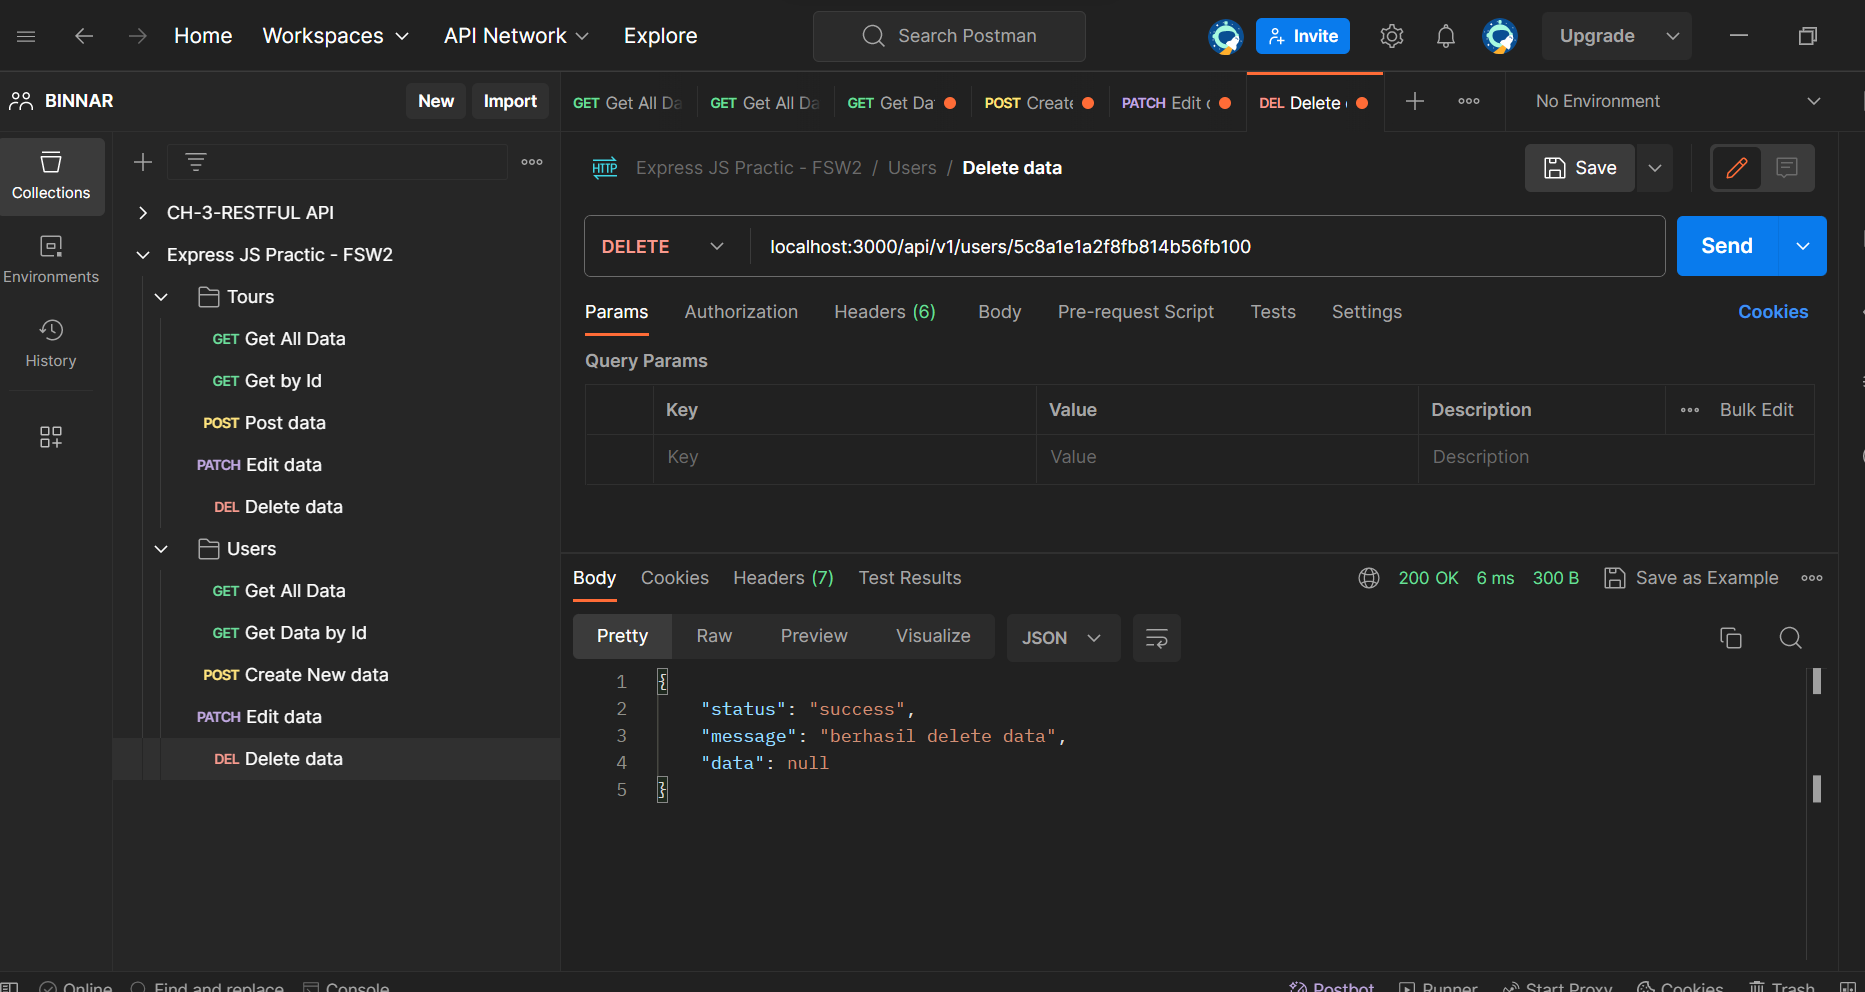 Home Workspaces API Network Explore Search Postman Invite Upgrade
BINNAR New Import
GET Get All Da GET Get All Da GET Get Da POST Create PATCH Edit DEL Delete No Environment
Collections
Environments
History
CH-3-RESTFUL API
Express JS Practic - FSW2
Tours
GET Get All Data
GET Get by Id
POST Post data
PATCH Edit data
DEL Delete data
Users
GET Get All Data
GET Get Data by Id
POST Create New data
PATCH Edit data
DEL Delete data
HTTP Express JS Practic - FSW2 / Users / Delete data Save
DELETE localhost:3000/api/v1/users/5c8a1e1a2f8fb814b56fb100 Send
Params Authorization Headers (6) Body Pre-request Script Tests Settings Cookies
Query Params
Key Value Description Bulk Edit
Key Value Description
Body Cookies Headers (7) Test Results 200 OK 6 ms 300 B Save as Example
Pretty Raw Preview Visualize JSON
1 {
2 "status": "success",
3 "message": "berhasil delete data",
4 "data": null
5 }
Online Find and replace Console Postbot Runner Start Proxy Cookies Trash